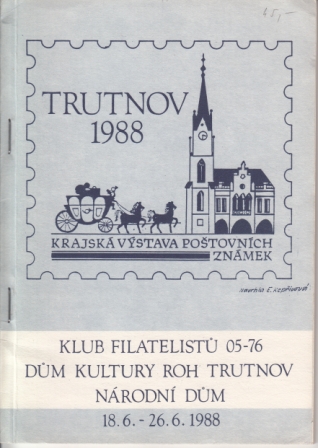 45,-
TRUTNOV
1988
KRAJSKÁ VÝSTAVA POŠTOVNÍCH
ZNÁMEK
KLUB FILATELISTŮ 05-76
DŮM KULTURY ROH TRUTNOV
NÁRODNÍ DŮM
18.6. - 26.6. 1988